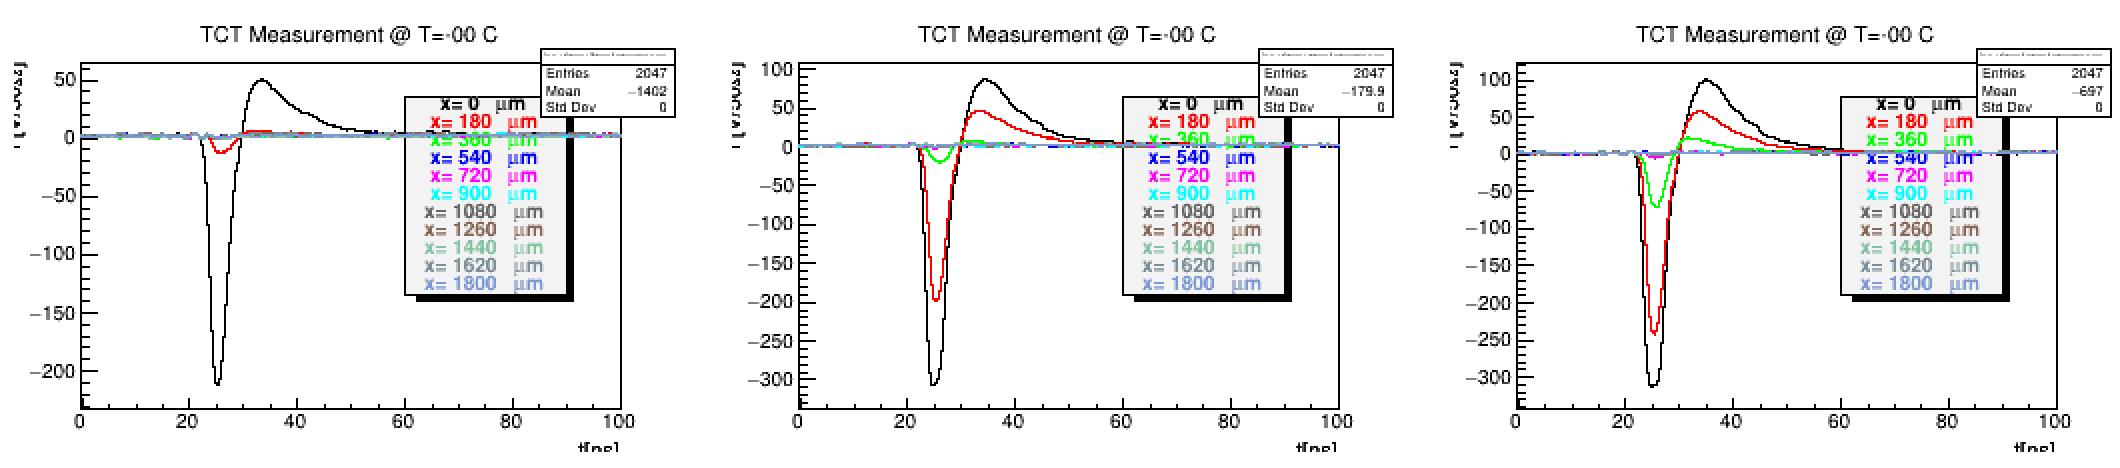 TCT Measurement @ T=-00 C
Entries 2047
Mean −1402
Std Dev 0
x= 0 μm
x= 180 μm
x= 360 μm
x= 540 μm
x= 720 μm
x= 900 μm
x= 1080 μm
x= 1260 μm
x= 1440 μm
x= 1620 μm
x= 1800 μm
50
0
−50
−100
−150
−200
0 20 40 60 80 100
t[ns]
TCT Measurement @ T=-00 C
Entries 2047
Mean −179.9
Std Dev 0
x= 0 μm
x= 180 μm
x= 360 μm
x= 540 μm
x= 720 μm
x= 900 μm
x= 1080 μm
x= 1260 μm
x= 1440 μm
x= 1620 μm
x= 1800 μm
100
50
0
−50
−100
−150
−200
−250
−300
0 20 40 60 80 100
t[ns]
TCT Measurement @ T=-00 C
Entries 2047
Mean −697
Std Dev 0
x= 0 μm
x= 180 μm
x= 360 μm
x= 540 μm
x= 720 μm
x= 900 μm
x= 1080 μm
x= 1260 μm
x= 1440 μm
x= 1620 μm
x= 1800 μm
100
50
0
−50
−100
−150
−200
−250
−300
0 20 40 60 80 100
t[ns]